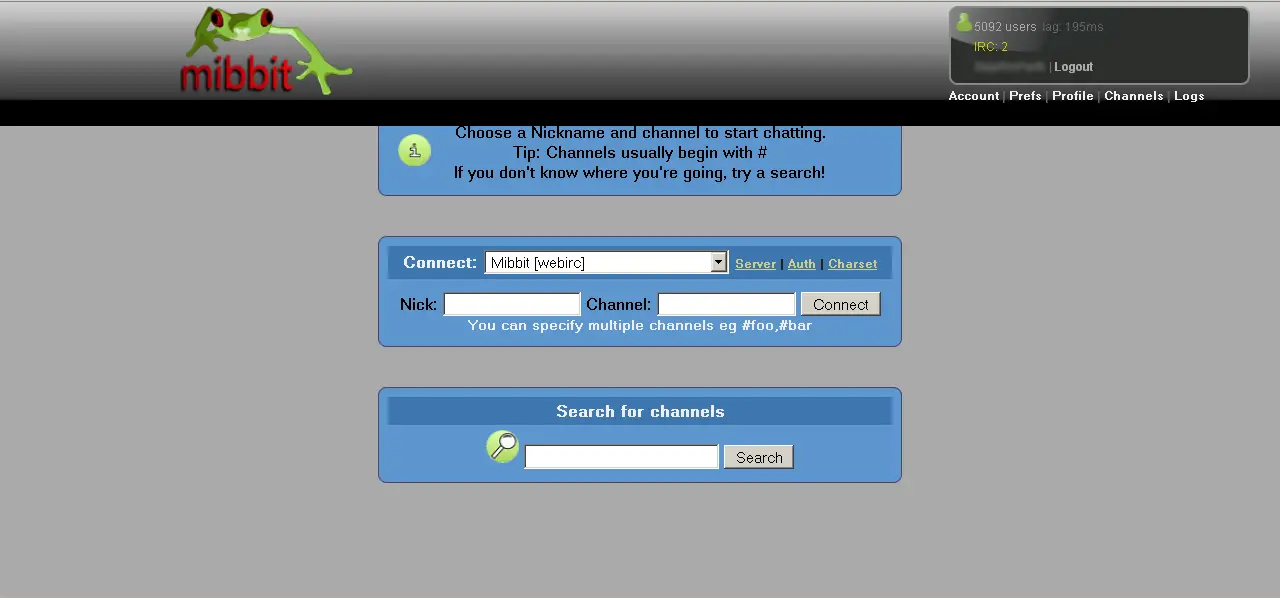 mibbit
5092 users lag: 195ms
IRC: 2
| Logout
Account | Prefs | Profile | Channels | Logs
Choose a Nickname and channel to start chatting.
Tip: Channels usually begin with #
If you don't know where you're going, try a search!
Connect: Mibbit [webirc] Server | Auth | Charset
Nick: Channel: Connect
You can specify multiple channels eg #foo,#bar
Search for channels
Search